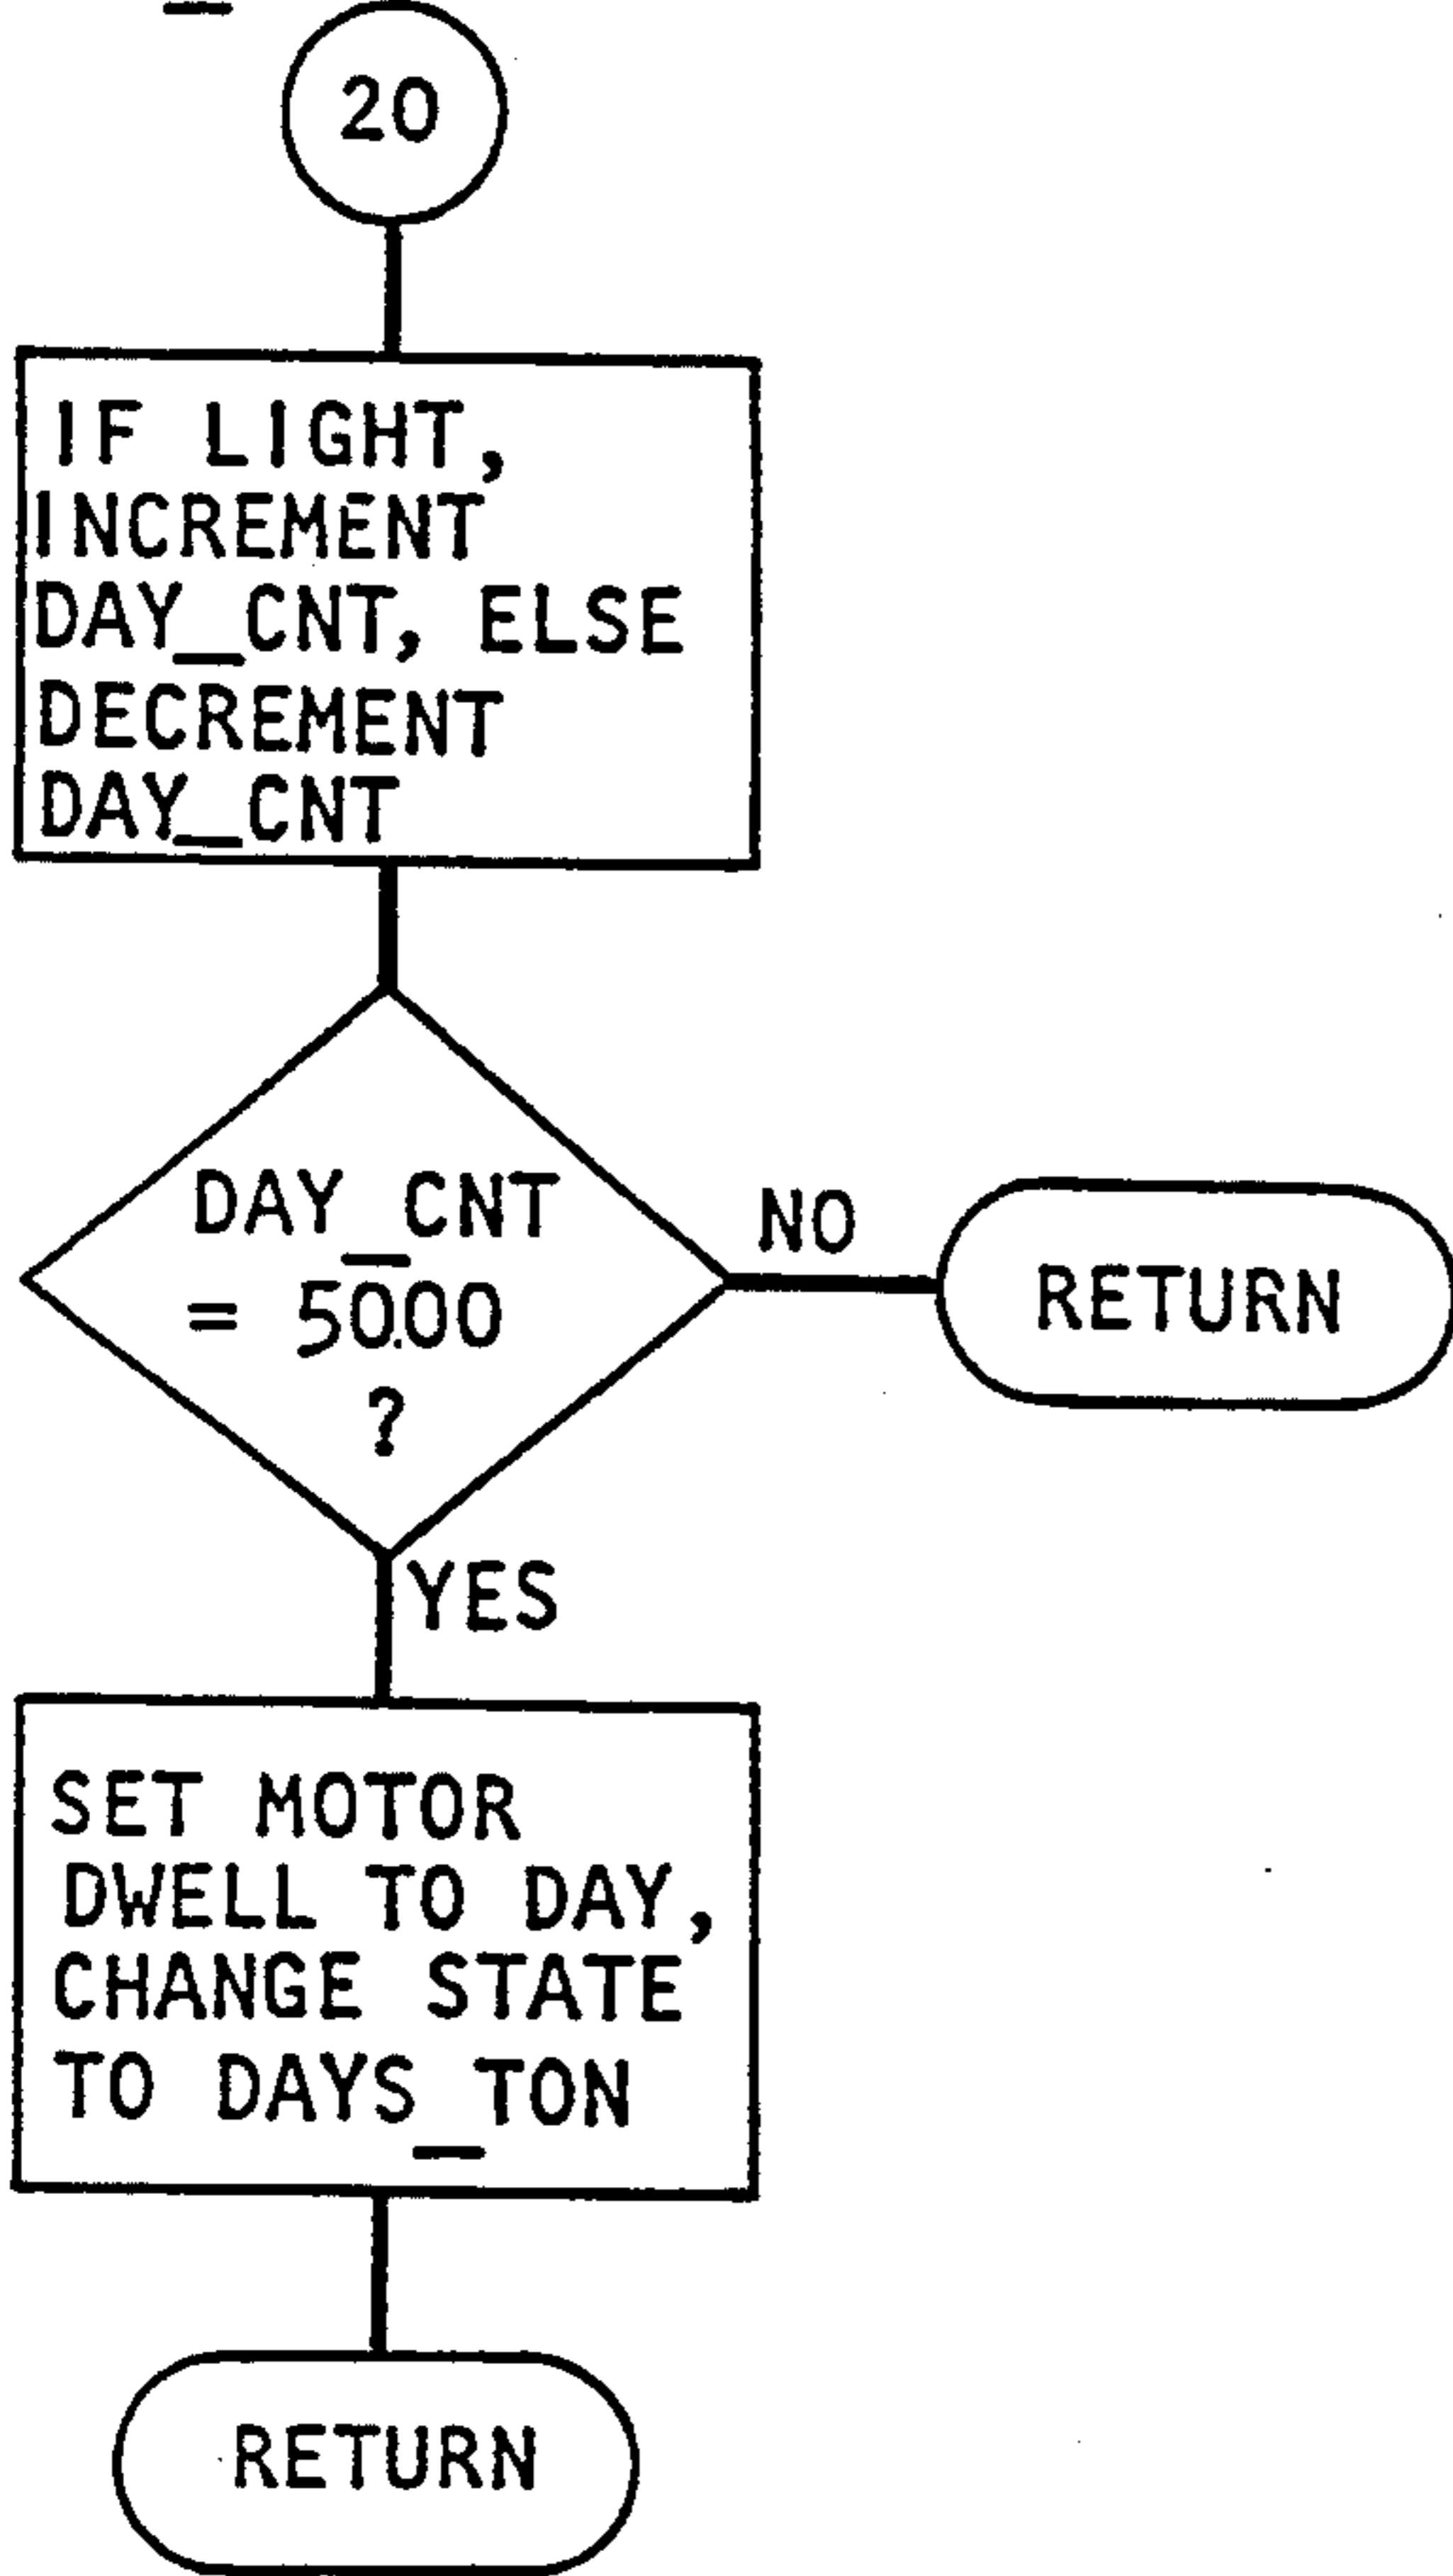 20
IF LIGHT,
INCREMENT
DAY_CNT, ELSE
DECREMENT
DAY_CNT
DAY_CNT
= 5000
?
NO
RETURN
YES
SET MOTOR
DWELL TO DAY,
CHANGE STATE
TO DAYS_TON
RETURN